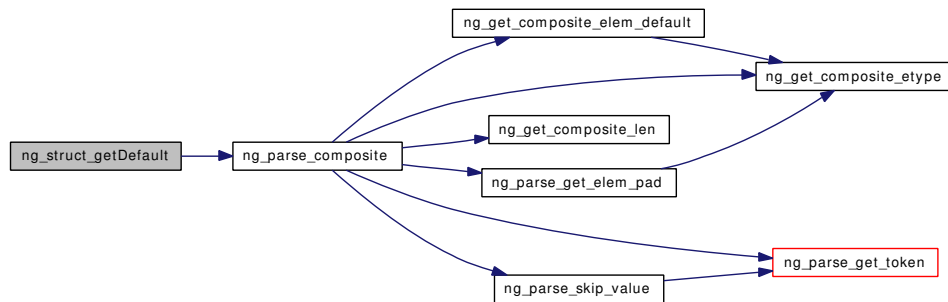 ng_get_composite_elem_default
ng_get_composite_etype
ng_get_composite_len
ng_struct_getDefault
ng_parse_composite
ng_parse_get_elem_pad
ng_parse_get_token
ng_parse_skip_value